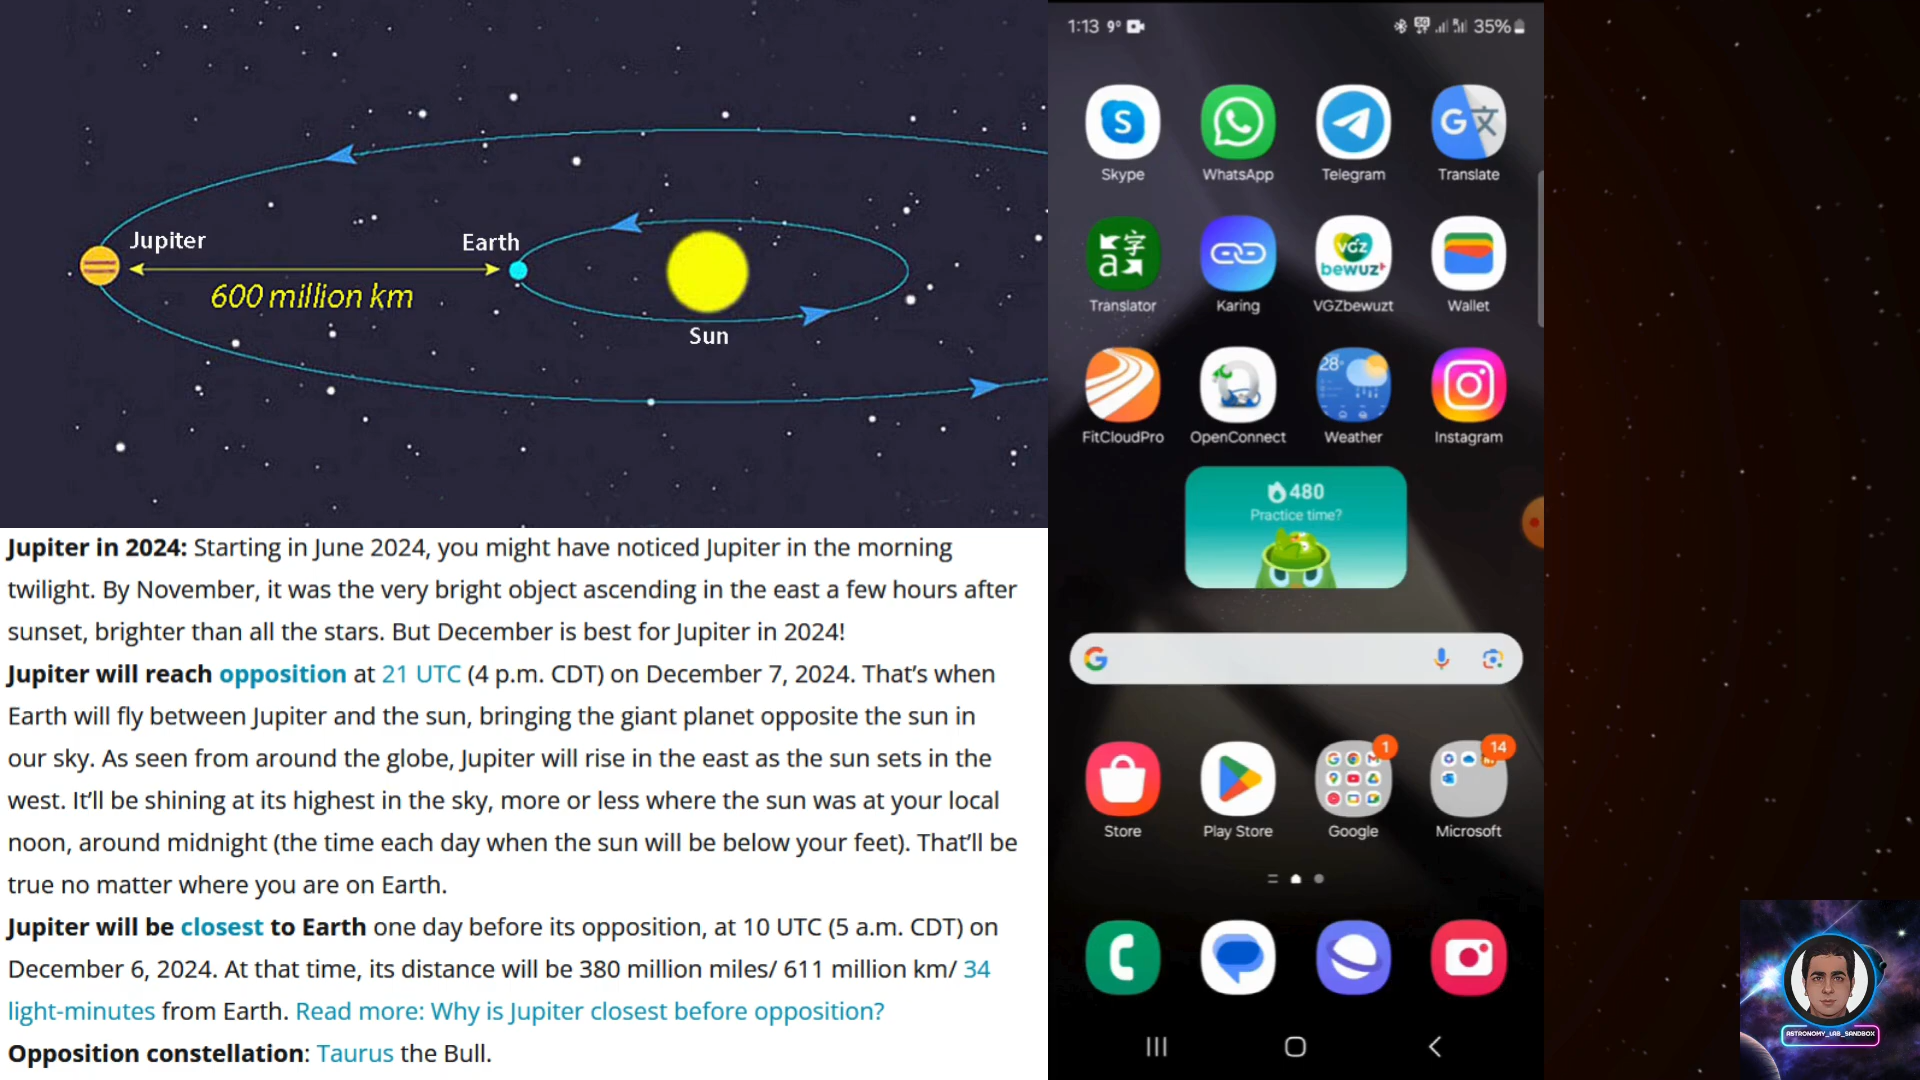 Jupiter
Earth
600 million km
Sun
Jupiter in 2024: Starting in June 2024, you might have noticed Jupiter in the morning
twilight. By November, it was the very bright object ascending in the east a few hours after
sunset, brighter than all the stars. But December is best for Jupiter in 2024!
Jupiter will reach opposition at 21 UTC (4 p.m. CDT) on December 7, 2024. That’s when
Earth will fly between Jupiter and the sun, bringing the giant planet opposite the sun in
our sky. As seen from around the globe, Jupiter will rise in the east as the sun sets in the
west. It’ll be shining at its highest in the sky, more or less where the sun was at your local
noon, around midnight (the time each day when the sun will be below your feet). That’ll be
true no matter where you are on Earth.
Jupiter will be closest to Earth one day before its opposition, at 10 UTC (5 a.m. CDT) on
December 6, 2024. At that time, its distance will be 380 million miles/ 611 million km/ 34
light-minutes from Earth. Read more: Why is Jupiter closest before opposition?
Opposition constellation: Taurus the Bull.
1:13 9° 35%
S
G 文
Skype WhatsApp Telegram Translate
字
a
VGZ
bewuzt
Translator Karing VGZbewuzt Wallet
28°
FitCloudPro OpenConnect Weather Instagram
480
Practice time?
G
1 14
Store Play Store Google Microsoft
ASTRONOMY_LAB_SANDBOX